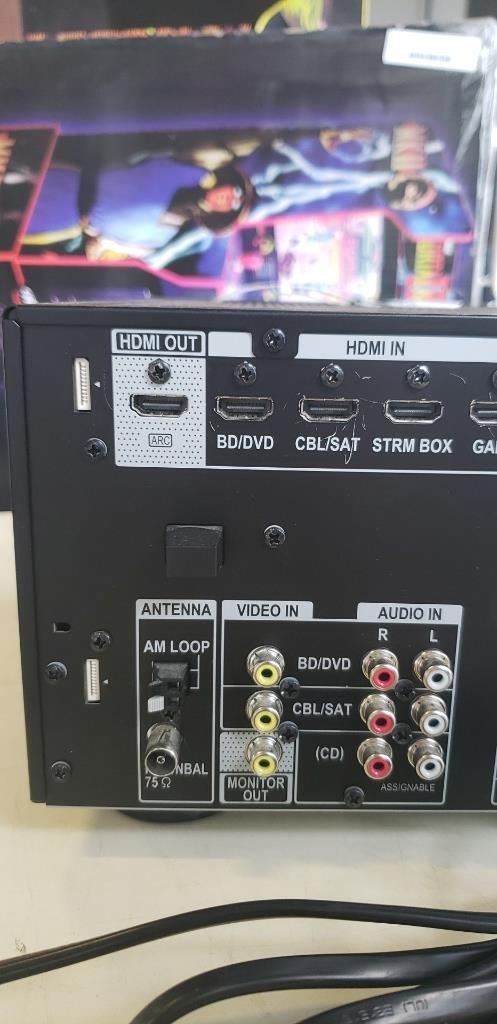 HDMI OUT
HDMI IN
ARC
BD/DVD
CBL/SAT
STRM BOX
ANTENNA
VIDEO IN
AUDIO IN
R
L
AM LOOP
BD/DVD
CBL/SAT
(CD)
75 Ω
MONITOR
OUT
ASSIGNABLE